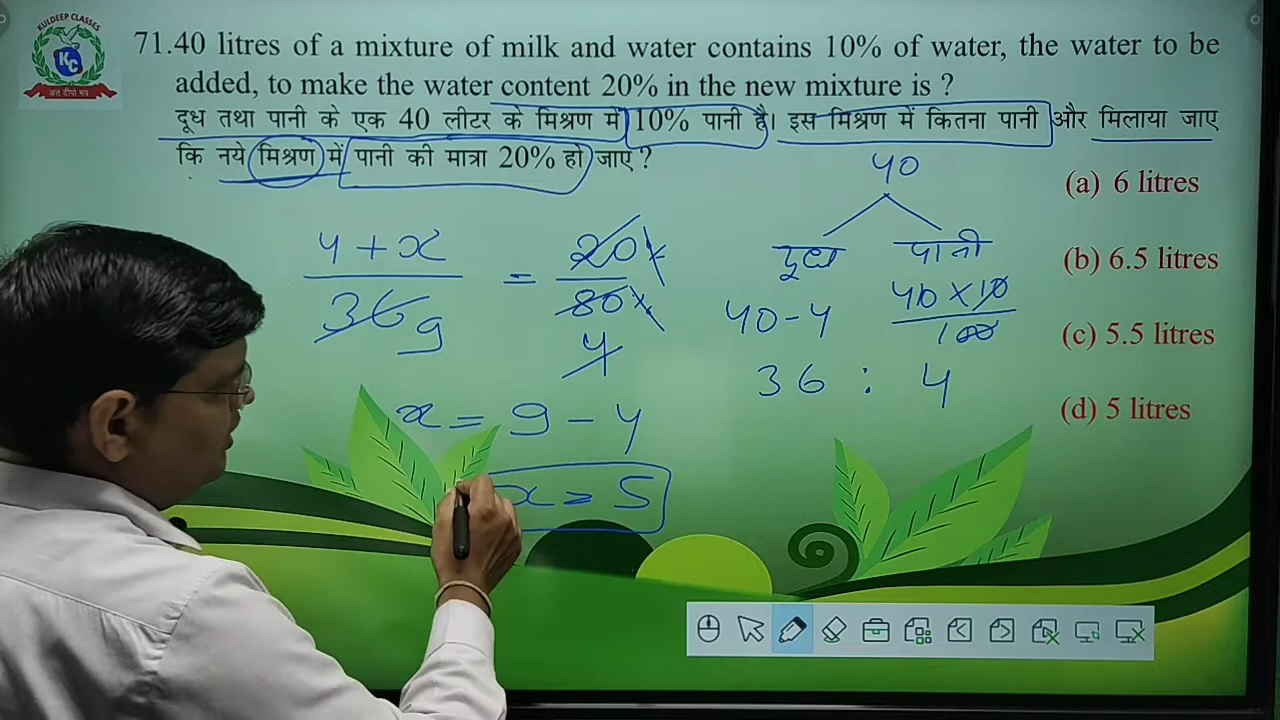 KULDEEP CLASSES
KC
अत्त दीपो भव
71.40 litres of a mixture of milk and water contains 10% of water, the water to be
added, to make the water content 20% in the new mixture is ?
दूध तथा पानी के एक 40 लीटर के मिश्रण में 10% पानी है। इस मिश्रण में कितना पानी और मिलाया जाए
कि नये मिश्रण में पानी की मात्रा 20% हो जाए ?
(a) 6 litres
(b) 6.5 litres
(c) 5.5 litres
(d) 5 litres
4 + x = 20%
36 80%
9 4
x = 9 - 4
x = 5
40
दूध पानी
40-4 40 × 10
100
36 : 4